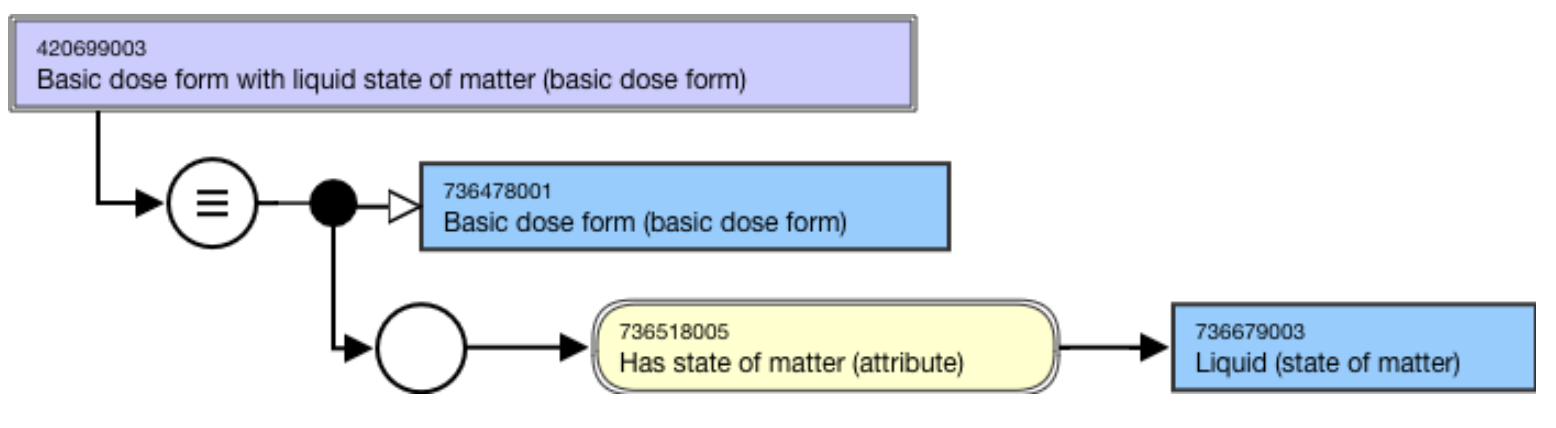 420699003
Basic dose form with liquid state of matter (basic dose form)
736478001
Basic dose form (basic dose form)
736518005
Has state of matter (attribute)
736679003
Liquid (state of matter)